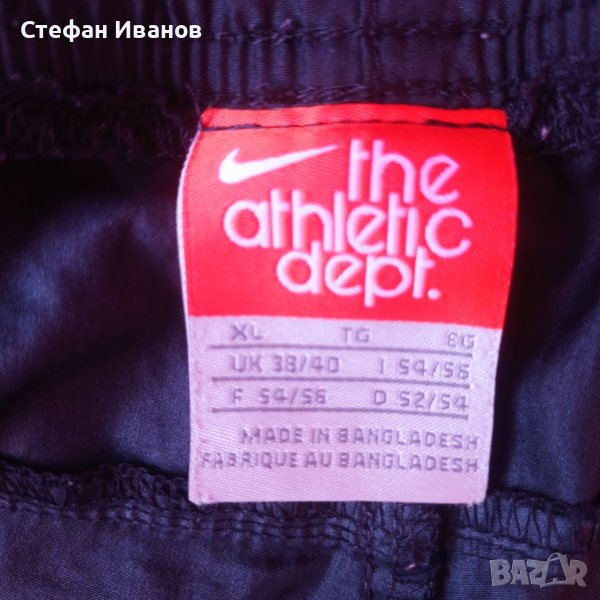 Стефан Иванов
the
athletic
dept.
XL TG EG
UK 38/40 I 54/56
F 54/56 D 52/54
MADE IN BANGLADESH
FABRIQUE AU BANGLADESH
BAZAR